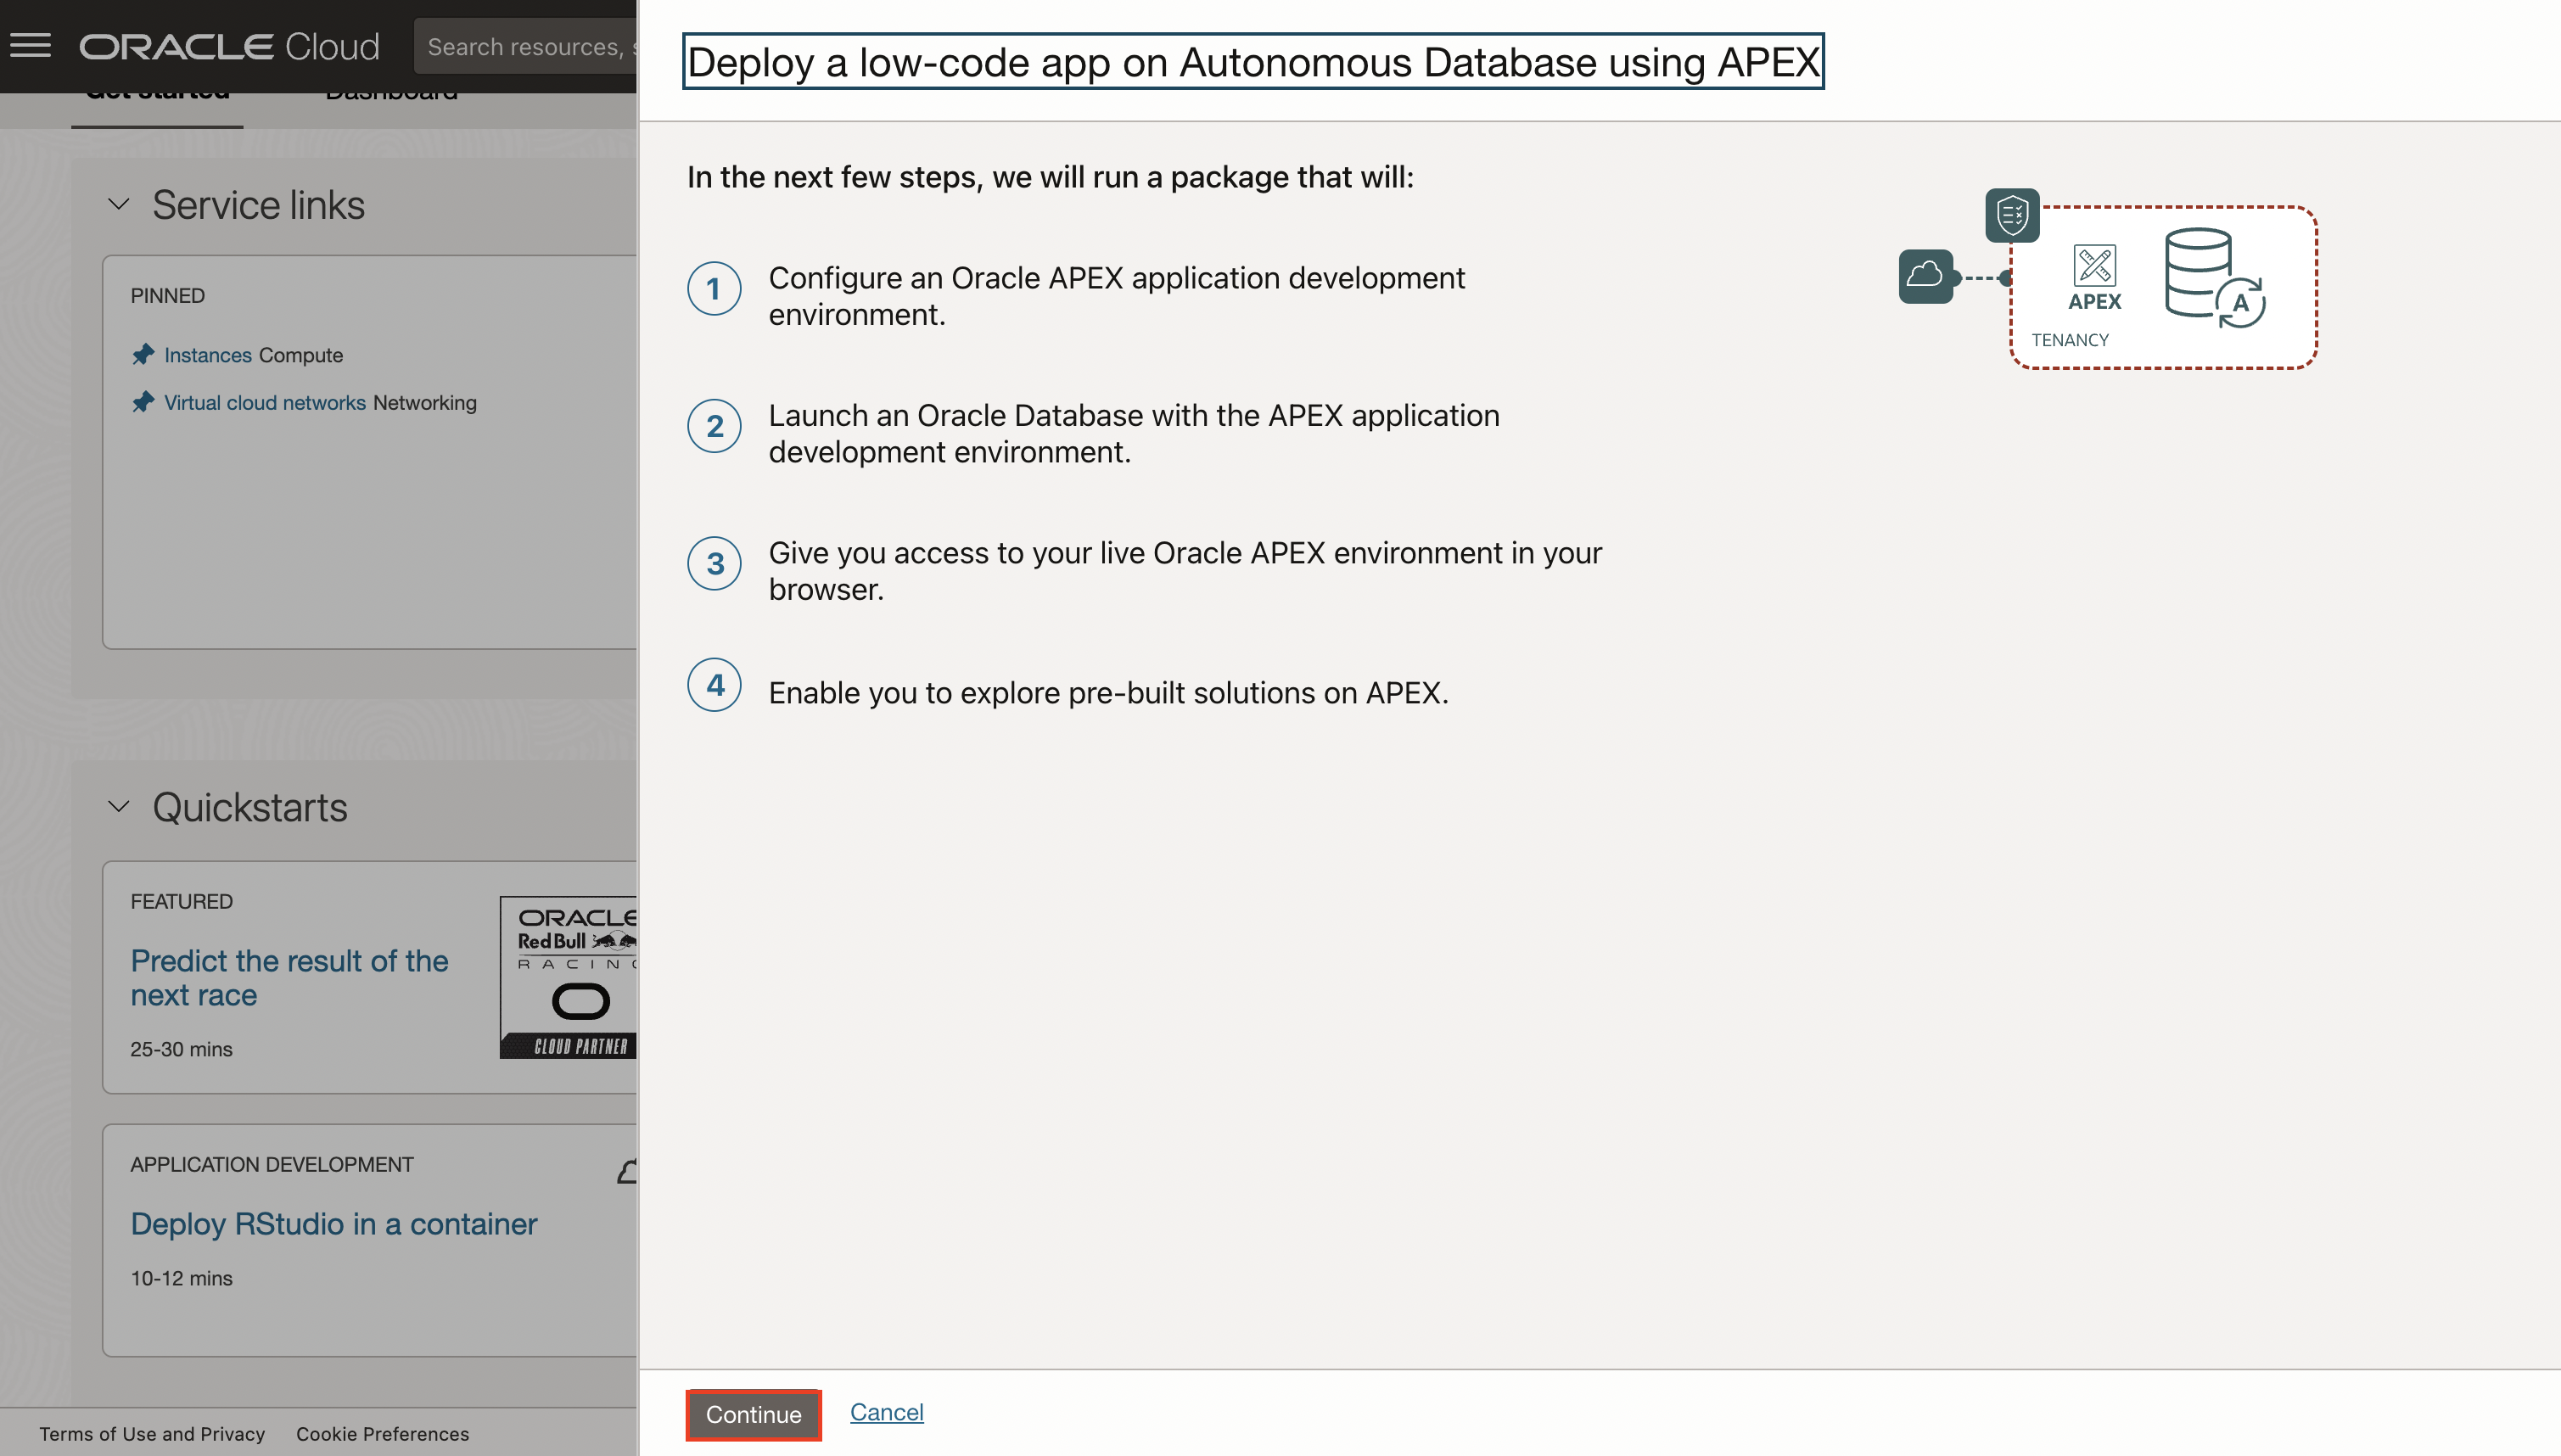 ORACLE Cloud
Search resources,
Get started
Dashboard
Service links
PINNED
Instances Compute
Virtual cloud networks Networking
Quickstarts
FEATURED
Predict the result of the
next race
25-30 mins
ORACLE
Red Bull
RACING
CLOUD PARTNER
APPLICATION DEVELOPMENT
Deploy RStudio in a container
10-12 mins
Terms of Use and Privacy
Cookie Preferences
Deploy a low-code app on Autonomous Database using APEX
In the next few steps, we will run a package that will:
1 Configure an Oracle APEX application development
environment.
2 Launch an Oracle Database with the APEX application
development environment.
3 Give you access to your live Oracle APEX environment in your
browser.
4 Enable you to explore pre-built solutions on APEX.
APEX
A
TENANCY
Continue
Cancel